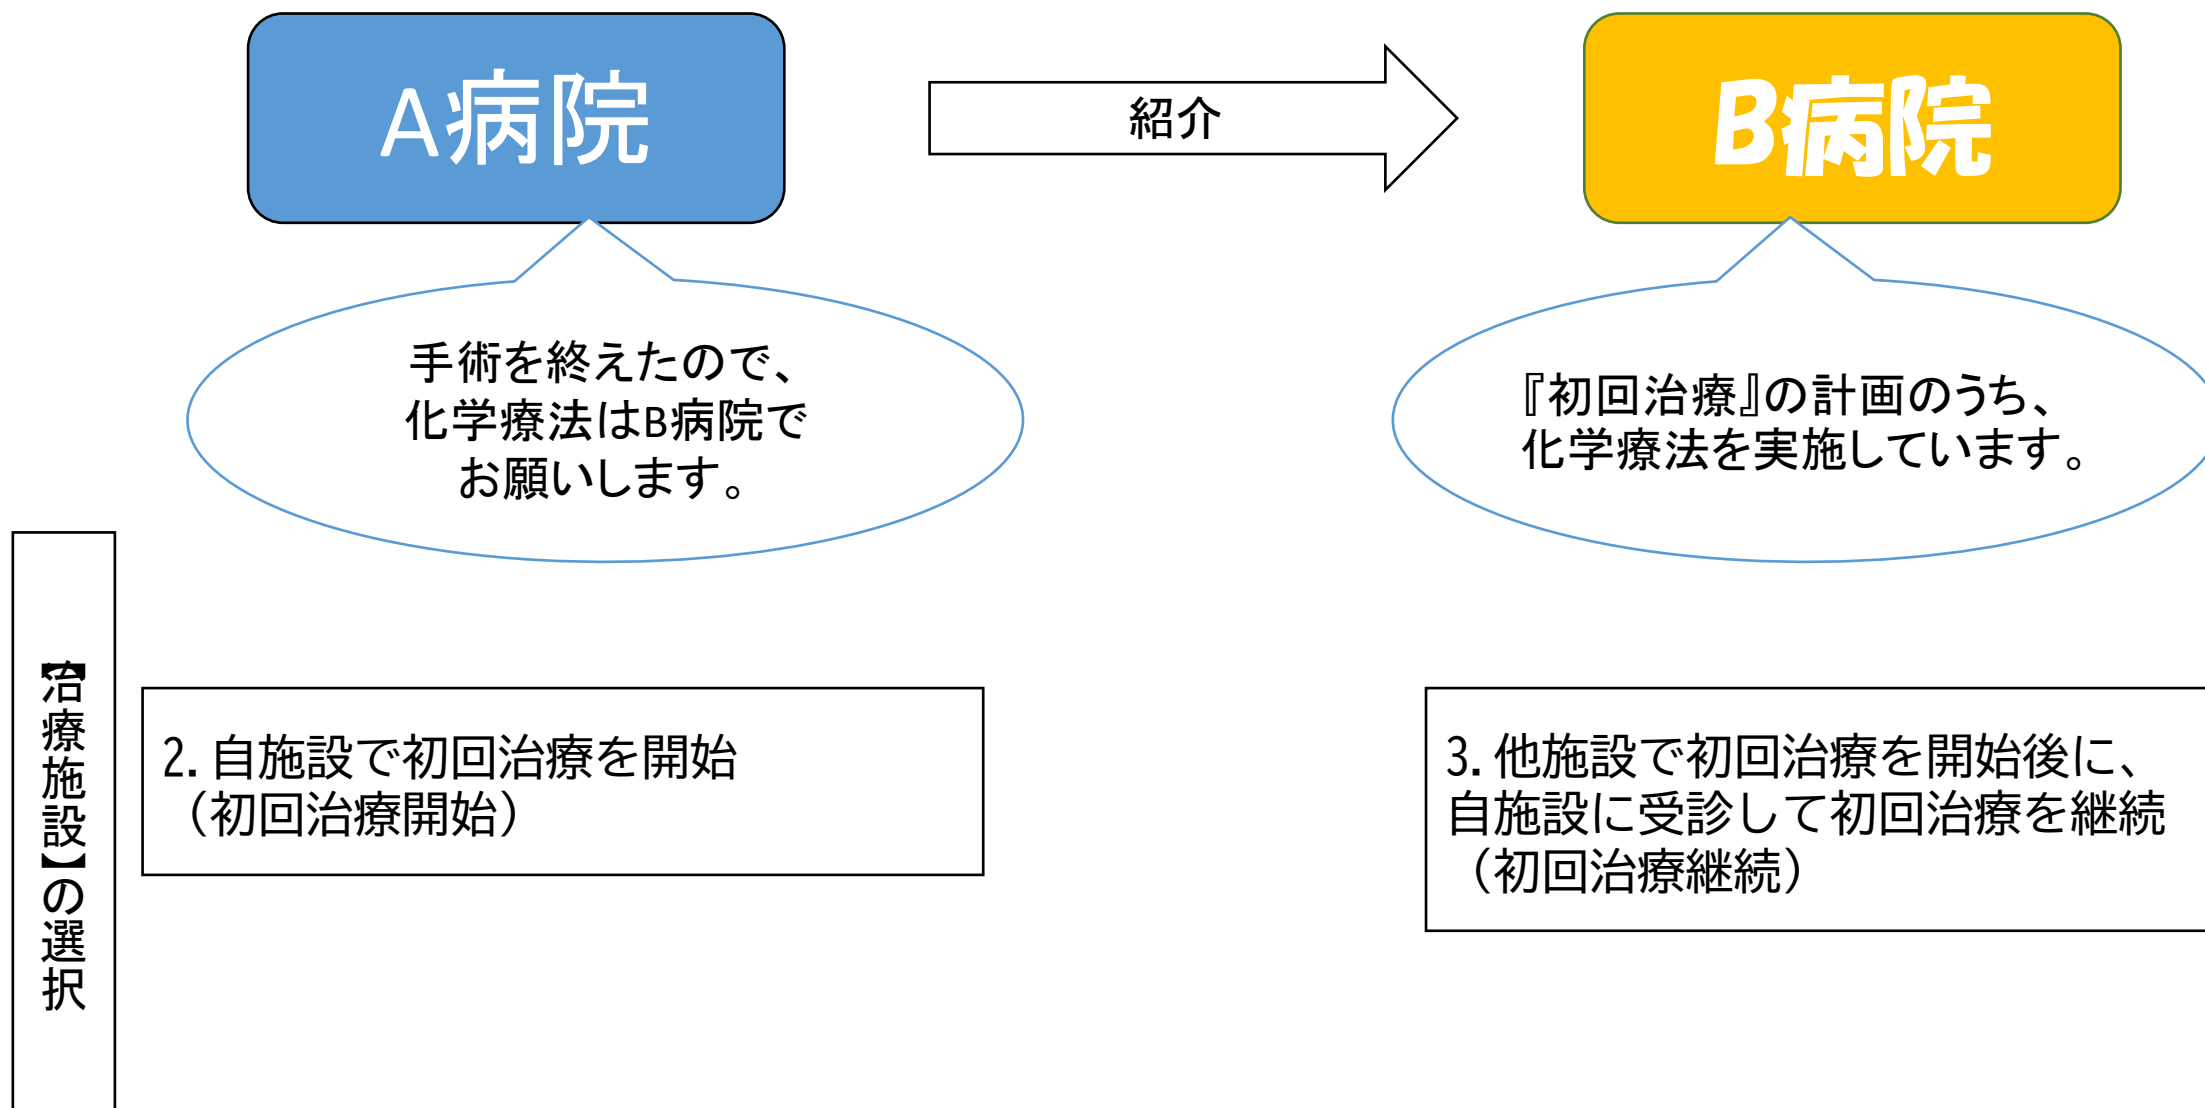 A病院
紹介
B病院
手術を終えたので、
化学療法はB病院で
お願いします。
『初回治療』の計画のうち、
化学療法を実施しています。
【治療施設】の選択
2.自施設で初回治療を開始
（初回治療開始）
3.他施設で初回治療を開始後に、
自施設に受診して初回治療を継続
（初回治療継続）